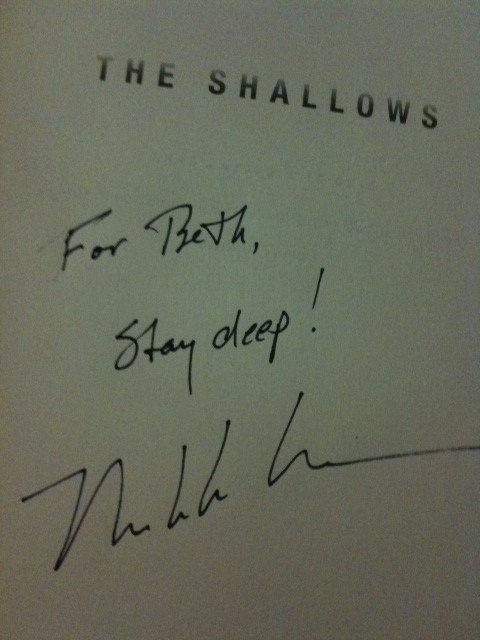 THE SHALLOWS
For Beth,
Stay deep!